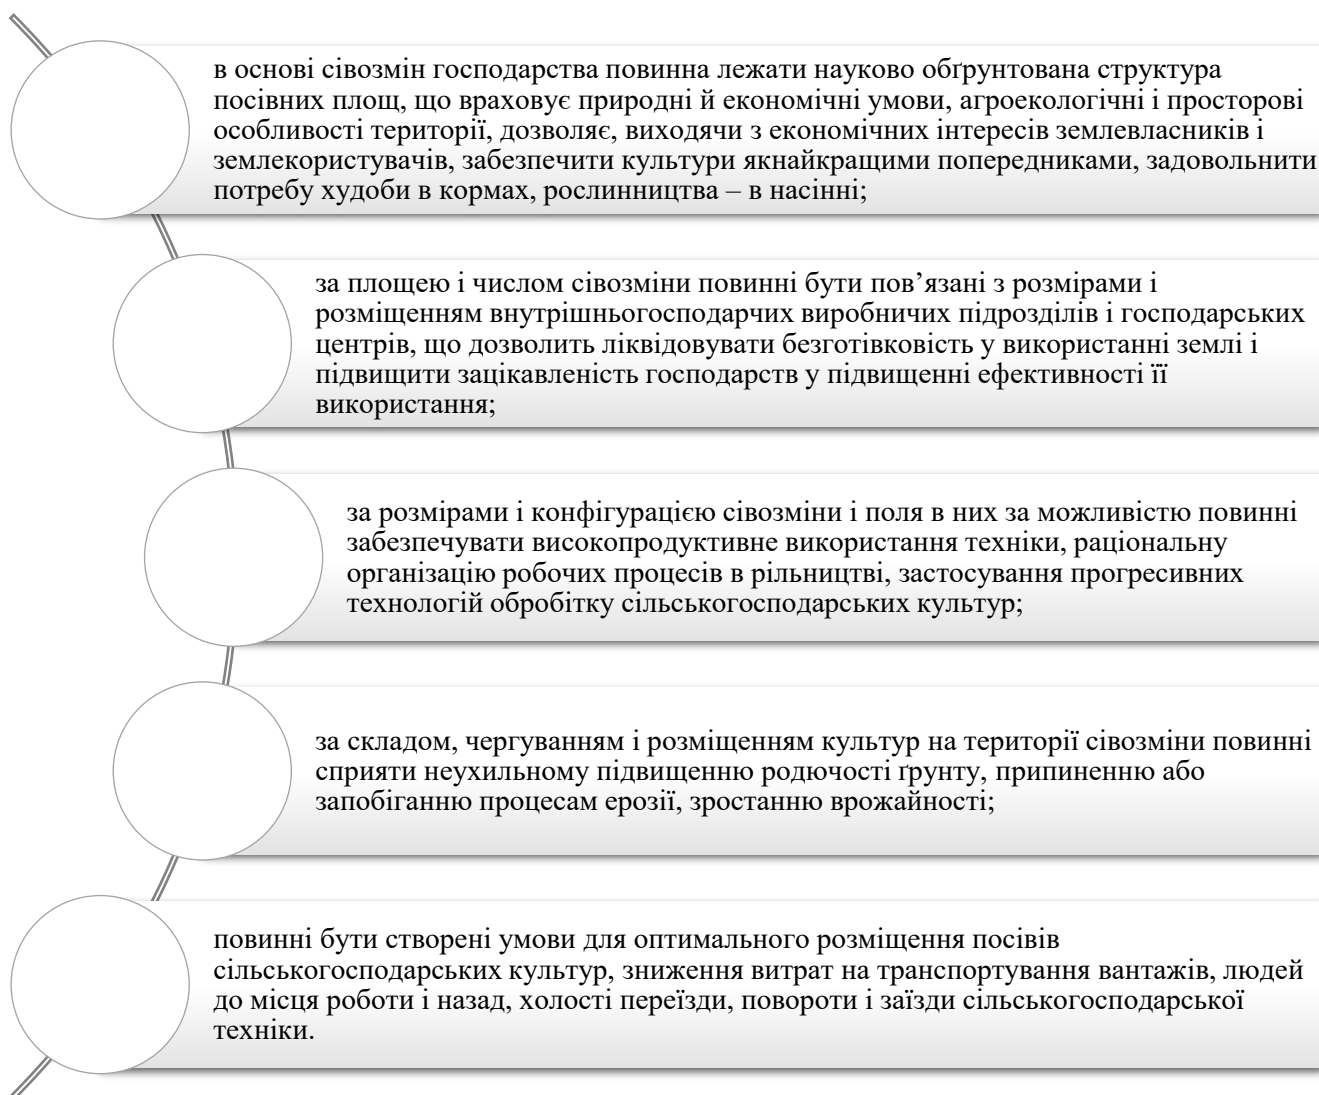 в основі сівозмін господарства повинна лежати науково обґрунтована структура
посівних площ, що враховує природні й економічні умови, агроекологічні і просторові
особливості території, дозволяє, виходячи з економічних інтересів землевласників і
землекористувачів, забезпечити культури якнайкращими попередниками, задовольнити
потребу худоби в кормах, рослинництва – в насінні;
за площею і числом сівозміни повинні бути пов’язані з розмірами і
розміщенням внутрішньогосподарчих виробничих підрозділів і господарських
центрів, що дозволить ліквідовувати безготівковість у використанні землі і
підвищити зацікавленість господарств у підвищенні ефективності її
використання;
за розмірами і конфігурацією сівозміни і поля в них за можливістю повинні
забезпечувати високопродуктивне використання техніки, раціональну
організацію робочих процесів в рільництві, застосування прогресивних
технологій обробітку сільськогосподарських культур;
за складом, чергуванням і розміщенням культур на території сівозміни повинні
сприяти неухильному підвищенню родючості ґрунту, припиненню або
запобіганню процесам ерозії, зростанню врожайності;
повинні бути створені умови для оптимального розміщення посівів
сільськогосподарських культур, зниження витрат на транспортування вантажів, людей
до місця роботи і назад, холості переїзди, повороти і заїзди сільськогосподарської
техніки.